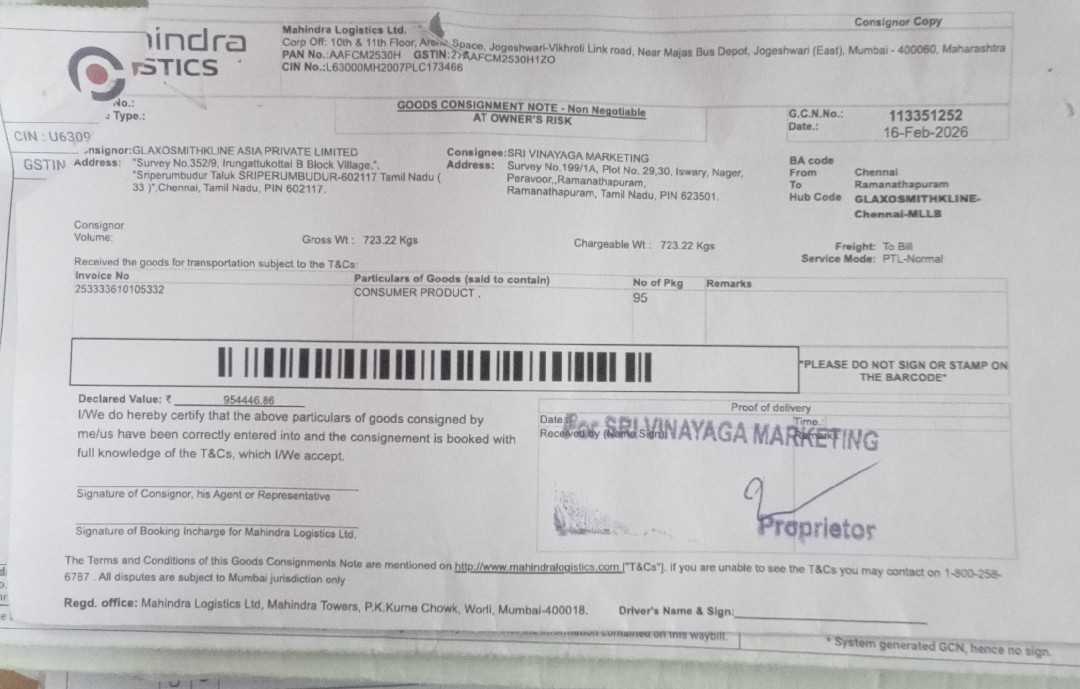 Consignor Copy
hindra
ISTICS
Mahindra Logistics Ltd.
Corp Off: 10th & 11th Floor, Space, Jogeshwari-Vikhroli Link road, Near Majas Bus Depot, Jogeshwari (East), Mumbai - 400060, Maharashtra
PAN No.:AAFCM2530H GSTIN:
CIN No.:L63000MH2007PLC173466
No.:
Type.:
GOODS CONSIGNMENT NOTE - Non Negotiable
AT OWNER'S RISK
G.C.N.No.: 113351252
Date.: 16-Feb-2026
CIN : U6309
GSTIN
nsignor:GLAXOSMITHKLINE ASIA PRIVATE LIMITED
Address: "Survey No.352/9, Irungattukottai B Block Village,",
"Sriperumbudur Taluk SRIPERUMBUDUR-602117 Tamil Nadu (
33 )",Chennai, Tamil Nadu, PIN 602117.
Consignee:SRI VINAYAGA MARKETING
Address: Survey No.199/1A, Plot No. 29,30, Iswary, Nager,
Peravoor,,Ramanathapuram,
Ramanathapuram, Tamil Nadu, PIN 623501.
BA code
From Chennai
To Ramanathapuram
Hub Code GLAXOSMITHKLINE-
Chennai-MLLB
Consignor
Volume:
Gross Wt : 723.22 Kgs
Chargeable Wt : 723.22 Kgs
Freight: To Bill
Service Mode: PTL-Normal
Received the goods for transportation subject to the T&Cs:
Invoice No Particulars of Goods (said to contain) No of Pkg Remarks
253333610105332 CONSUMER PRODUCT . 95
"PLEASE DO NOT SIGN OR STAMP ON
THE BARCODE"
Declared Value: ₹ 954446.86
I/We do hereby certify that the above particulars of goods consigned by
me/us have been correctly entered into and the consignement is booked with
full knowledge of the T&Cs, which I/We accept.
Signature of Consignor, his Agent or Representative
Signature of Booking Incharge for Mahindra Logistics Ltd.
Proof of delivery
Date: Time.:
Received by (Name Sign)
For SRI VINAYAGA MARKETING
Proprietor
The Terms and Conditions of this Goods Consignments Note are mentioned on http://www.mahindralogistics.com ("T&Cs"). If you are unable to see the T&Cs you may contact on 1-800-258-
6787 . All disputes are subject to Mumbai jurisdiction only
Regd. office: Mahindra Logistics Ltd, Mahindra Towers, P.K.Kurne Chowk, Worli, Mumbai-400018.
Driver's Name & Sign:
contained on this waybill.
* System generated GCN, hence no sign.